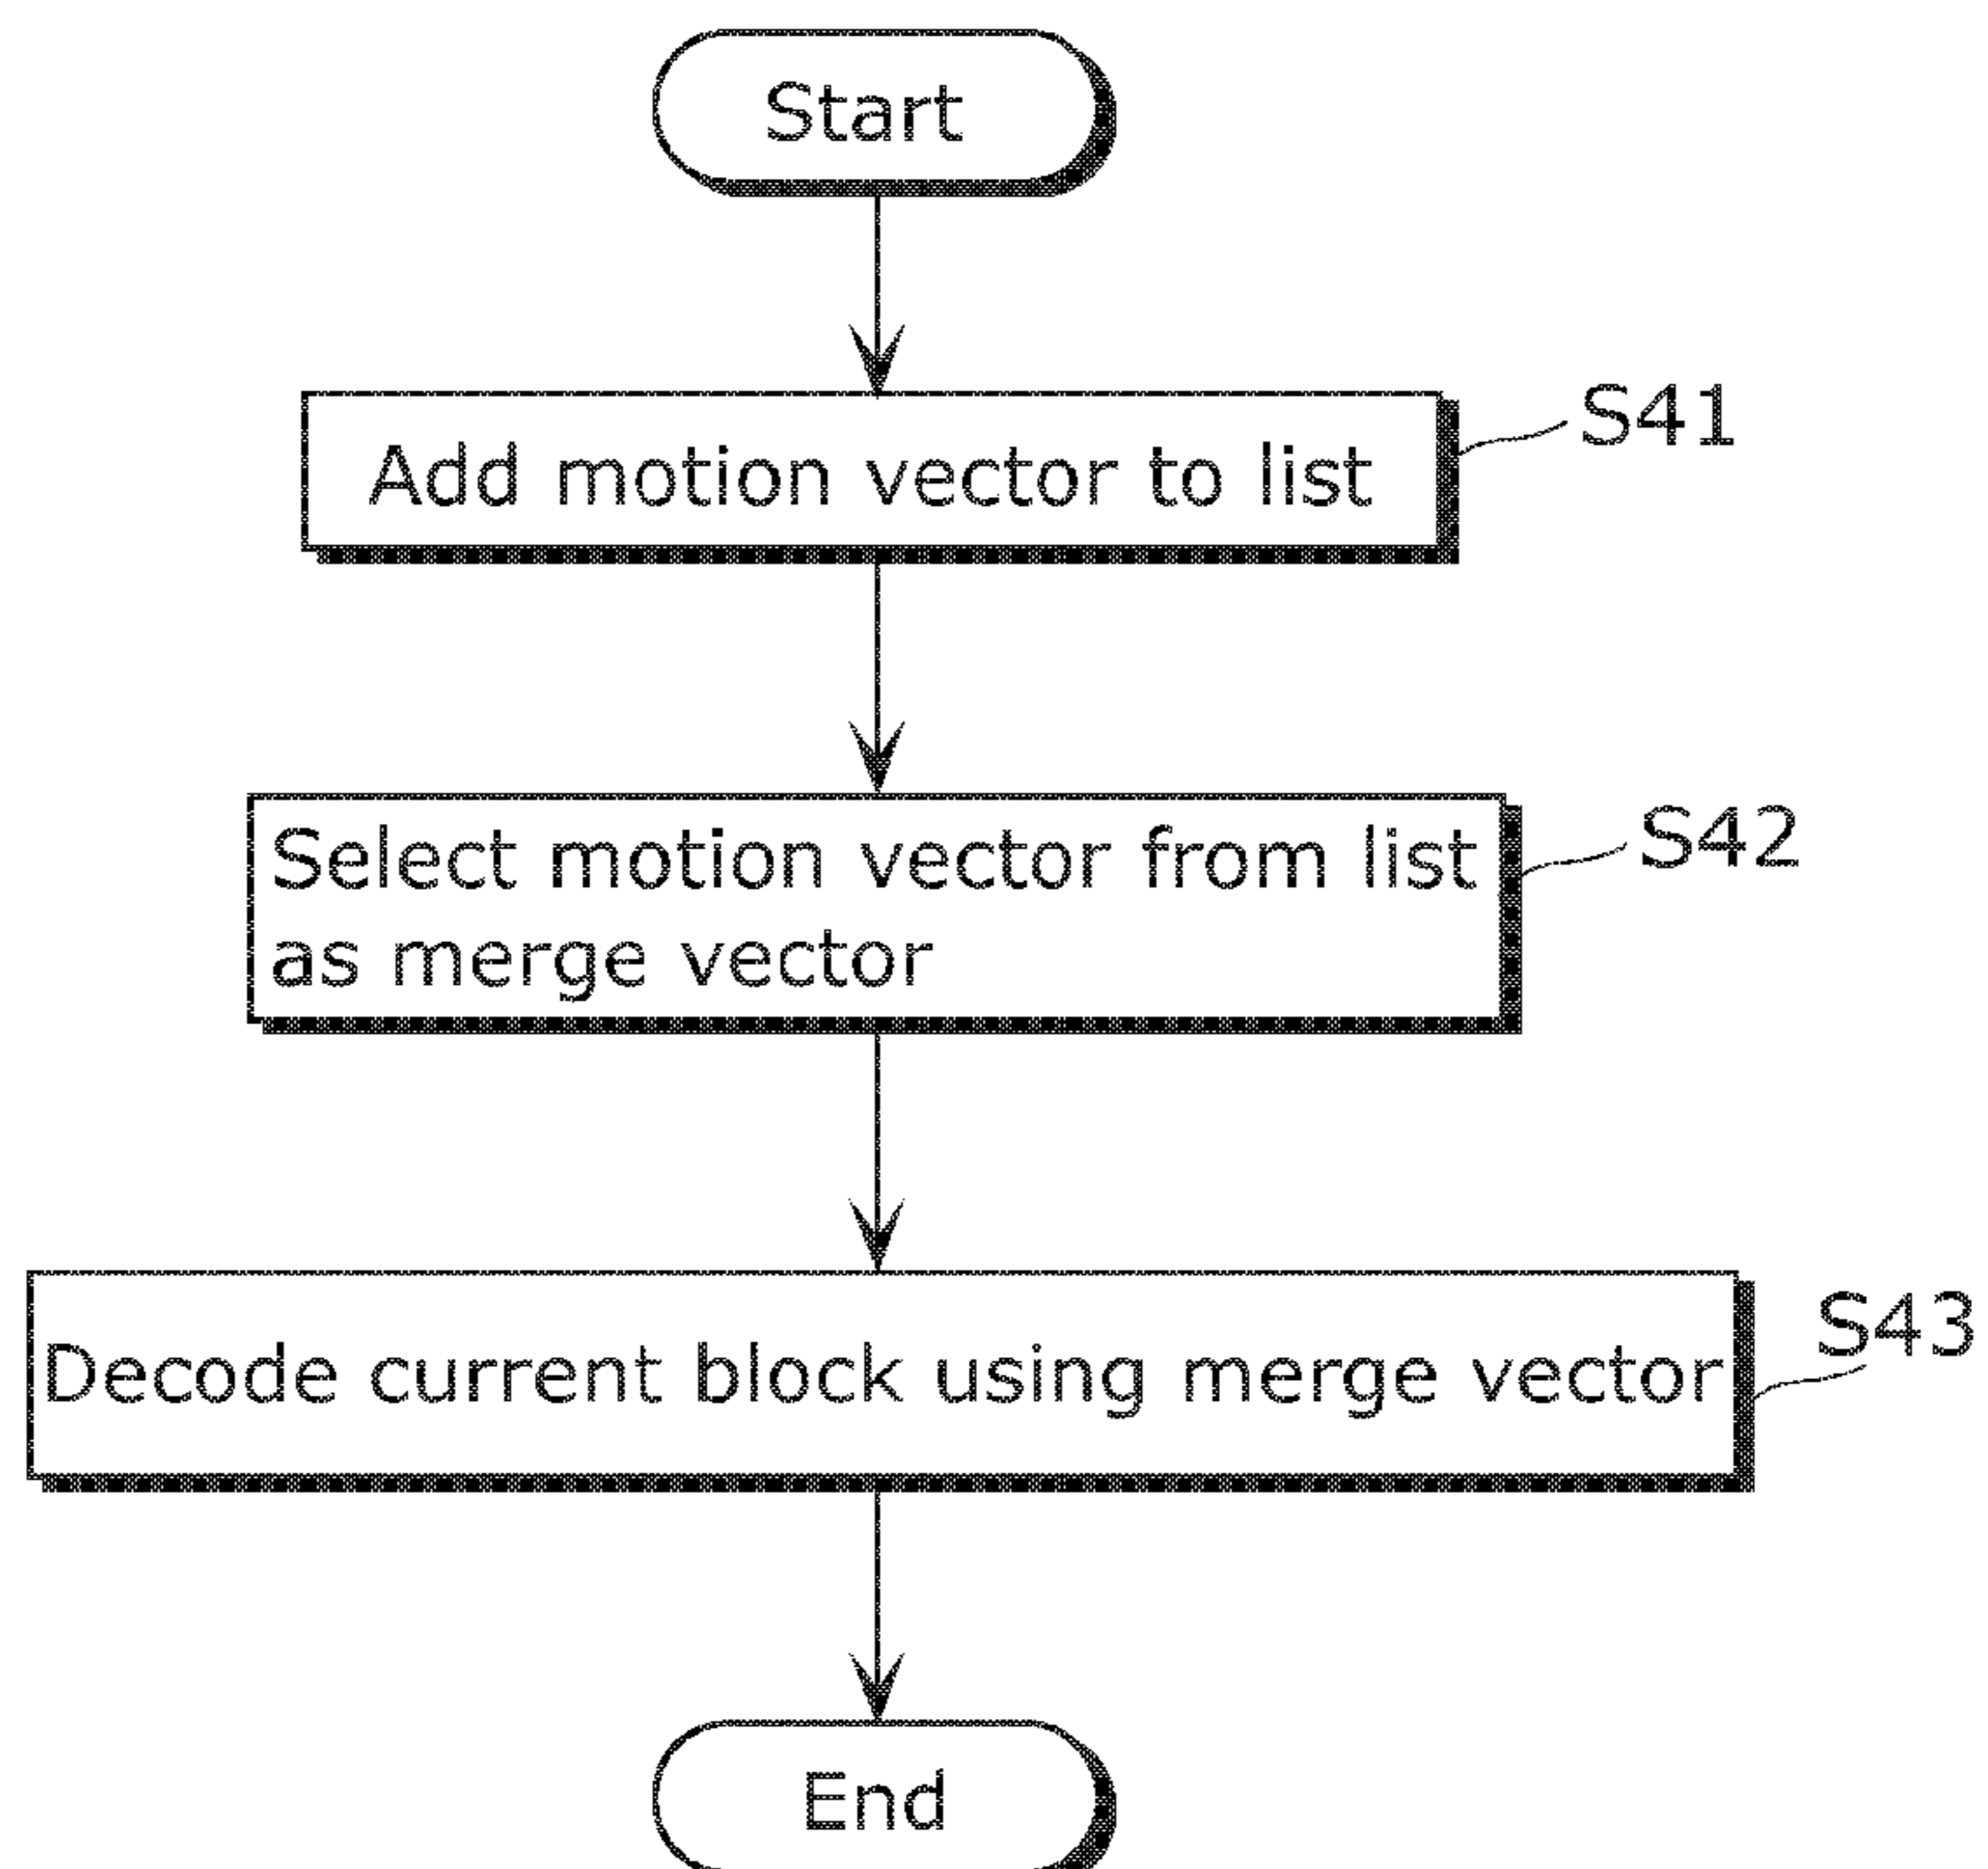 Start
Add motion vector to list
S41
Select motion vector from list
as merge vector
S42
Decode current block using merge vector
S43
End